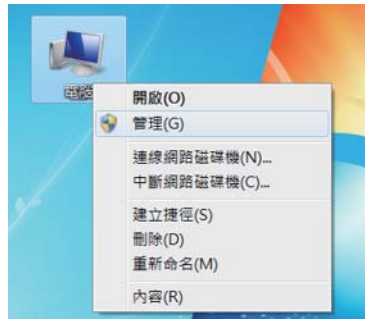 電腦
開啟(O)
管理(G)
連線網路磁碟機(N)...
中斷網路磁碟機(C)...
建立捷徑(S)
刪除(D)
重新命名(M)
內容(R)